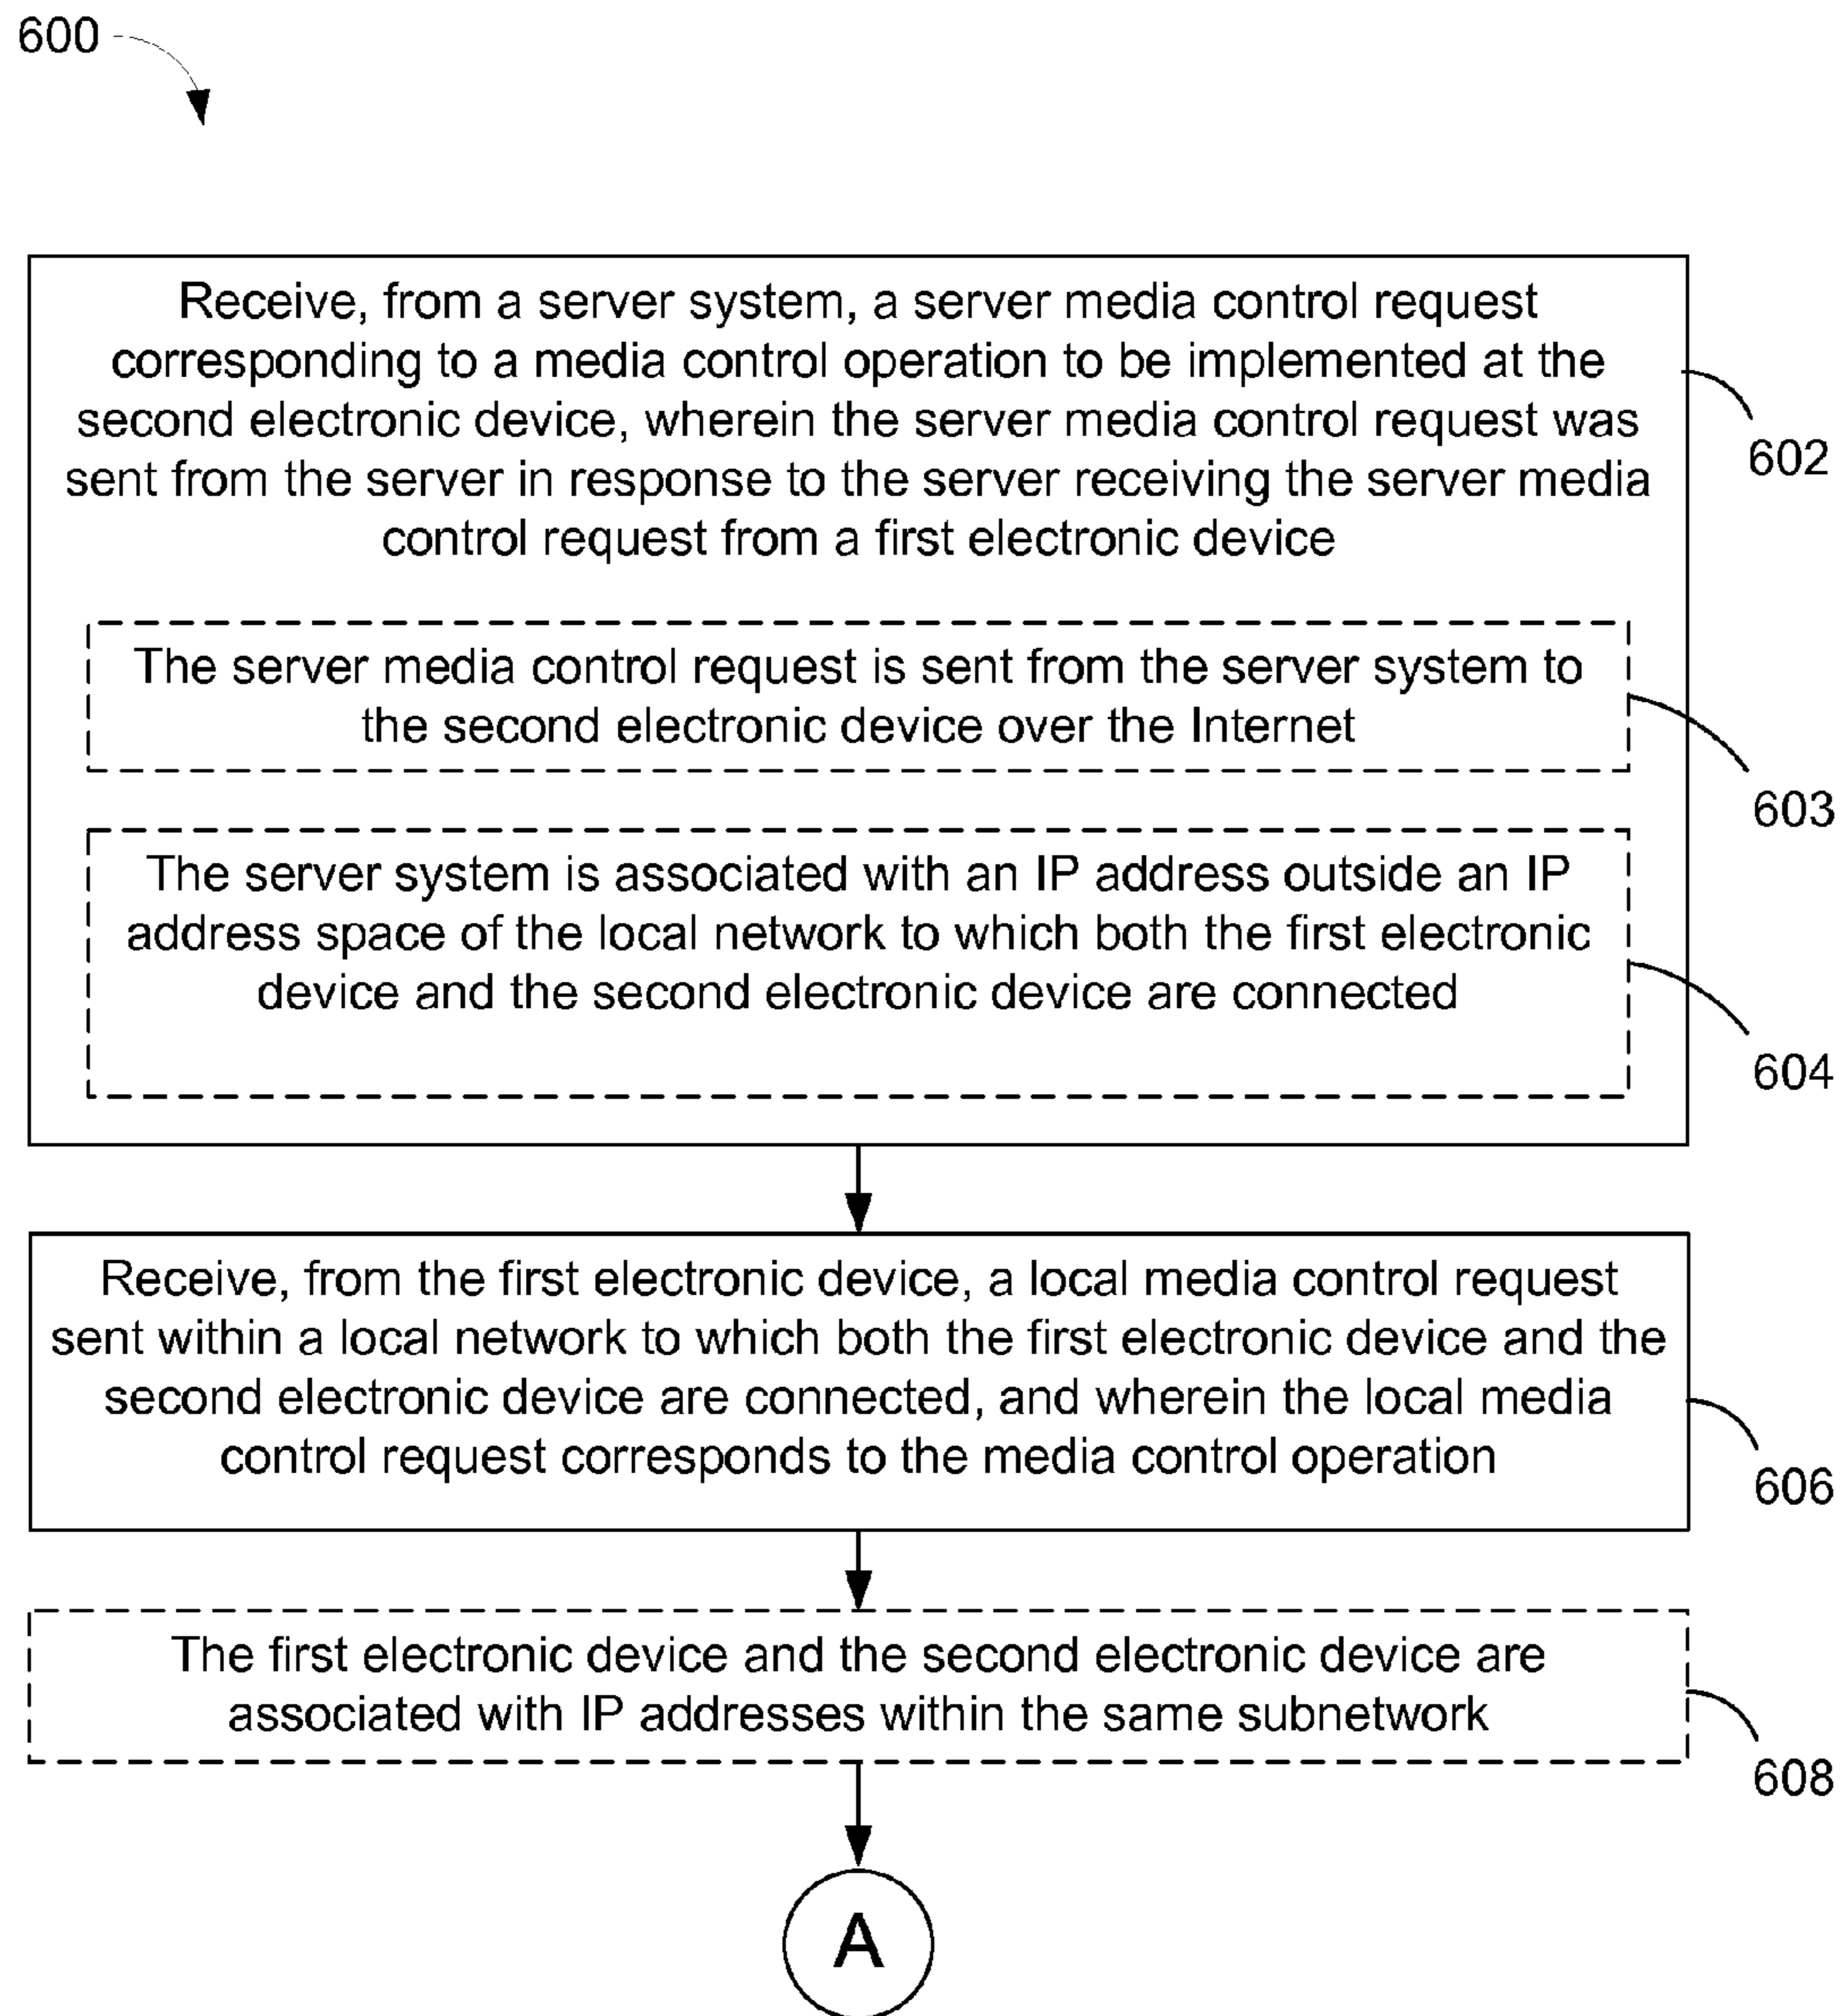 600
Receive, from a server system, a server media control request
corresponding to a media control operation to be implemented at the
second electronic device, wherein the server media control request was
sent from the server in response to the server receiving the server media
control request from a first electronic device
602
The server media control request is sent from the server system to
the second electronic device over the Internet
603
The server system is associated with an IP address outside an IP
address space of the local network to which both the first electronic
device and the second electronic device are connected
604
Receive, from the first electronic device, a local media control request
sent within a local network to which both the first electronic device and the
second electronic device are connected, and wherein the local media
control request corresponds to the media control operation
606
The first electronic device and the second electronic device are
associated with IP addresses within the same subnetwork
608
A